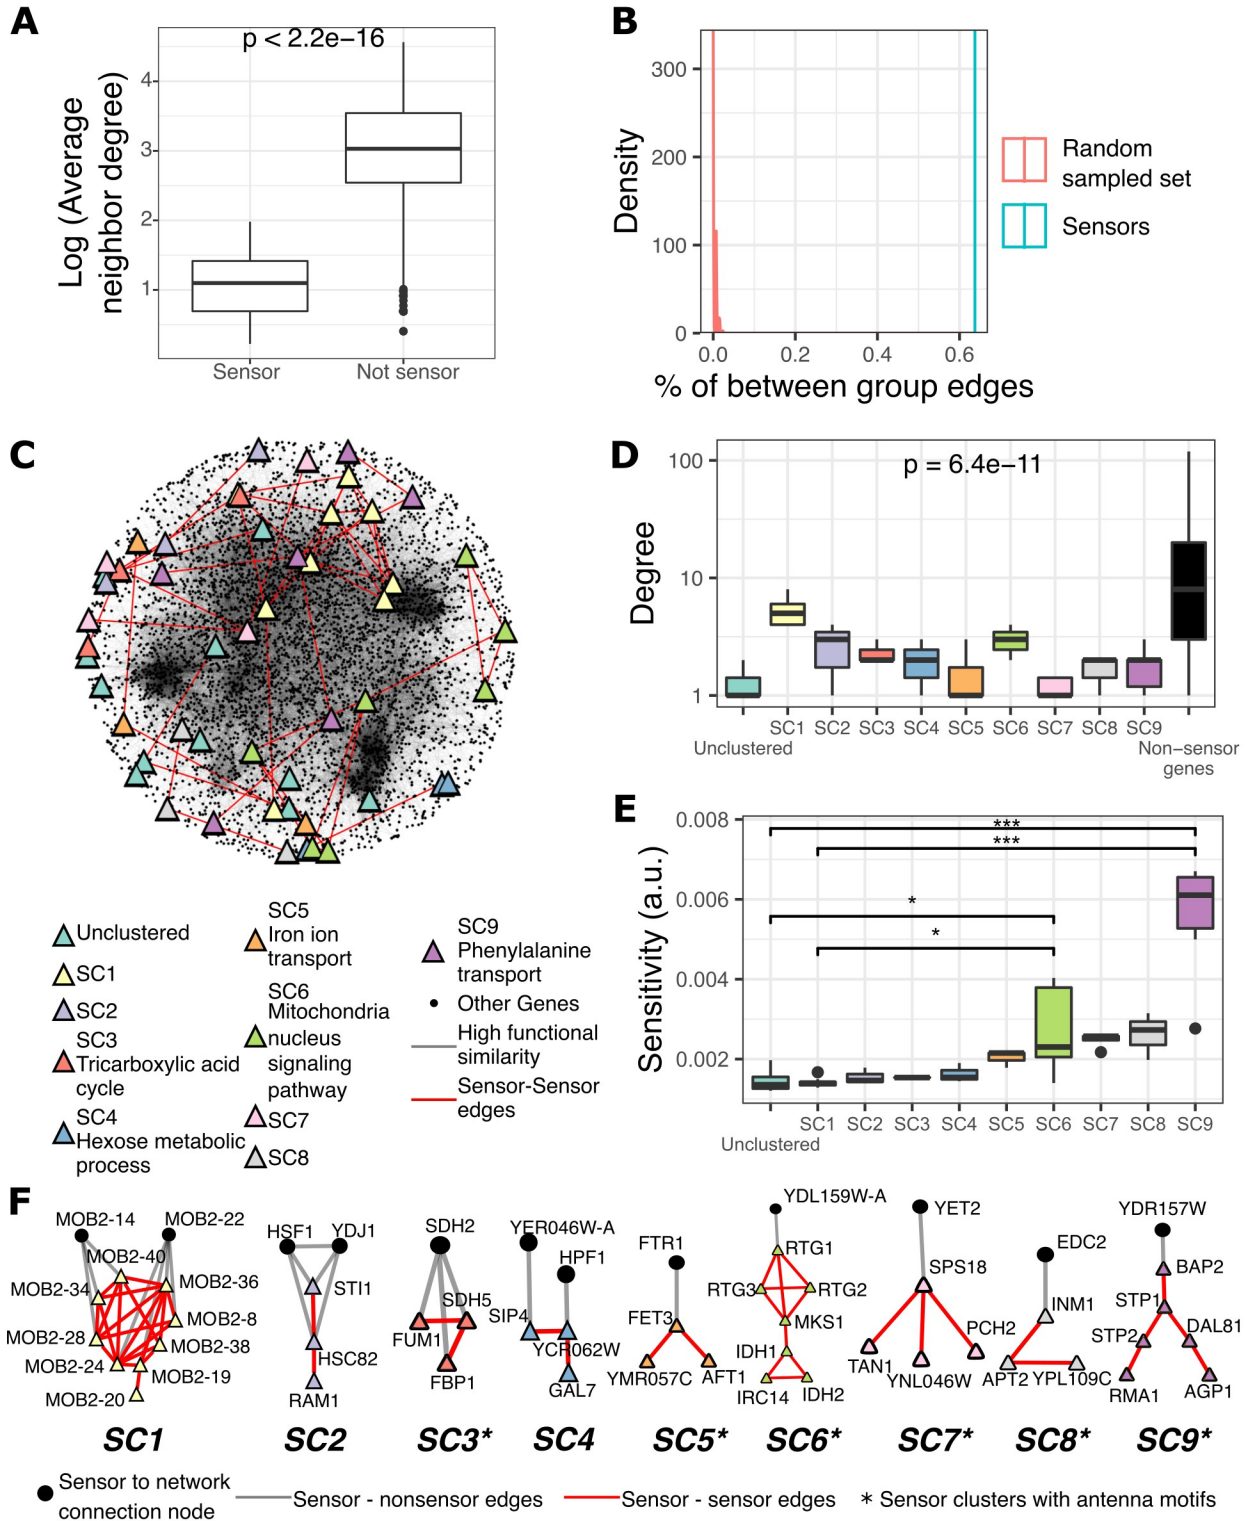 A
p < 2.2e−16
Log (Average
neighbor degree)
4
3
2
1
Sensor
Not sensor
B
300
200
100
0
Density
0.0
0.2
0.4
0.6
% of between group edges
Random
sampled set
Sensors
C
Unclustered
SC1
SC2
SC3
Tricarboxylic acid
cycle
SC4
Hexose metabolic
process
SC5
Iron ion
transport
SC6
Mitochondria
nucleus
signaling
pathway
SC7
SC8
SC9
Phenylalanine
transport
Other Genes
High functional
similarity
Sensor-Sensor
edges
D
p = 6.4e−11
Degree
100
10
1
Unclustered
SC1
SC2
SC3
SC4
SC5
SC6
SC7
SC8
SC9
Non−sensor
genes
E
Sensitivity (a.u.)
0.008
0.006
0.004
0.002
***
***
*
*
Unclustered
SC1
SC2
SC3
SC4
SC5
SC6
SC7
SC8
SC9
F
MOB2-14
MOB2-22
MOB2-40
MOB2-34
MOB2-36
MOB2-8
MOB2-28
MOB2-38
MOB2-24
MOB2-19
MOB2-20
SC1
HSF1
YDJ1
STI1
HSC82
RAM1
SC2
SDH2
SDH5
FUM1
FBP1
SC3*
YER046W-A
HPF1
SIP4
YCR062W
GAL7
SC4
FTR1
FET3
YMR057C
AFT1
SC5*
YDL159W-A
RTG1
RTG3
RTG2
MKS1
IDH1
IRC14
IDH2
SC6*
YET2
SPS18
PCH2
TAN1
YNL046W
SC7*
EDC2
INM1
APT2
YPL109C
SC8*
YDR157W
BAP2
STP1
STP2
DAL81
RMA1
AGP1
SC9*
Sensor to network
connection node
Sensor - nonsensor edges
Sensor - sensor edges
* Sensor clusters with antenna motifs